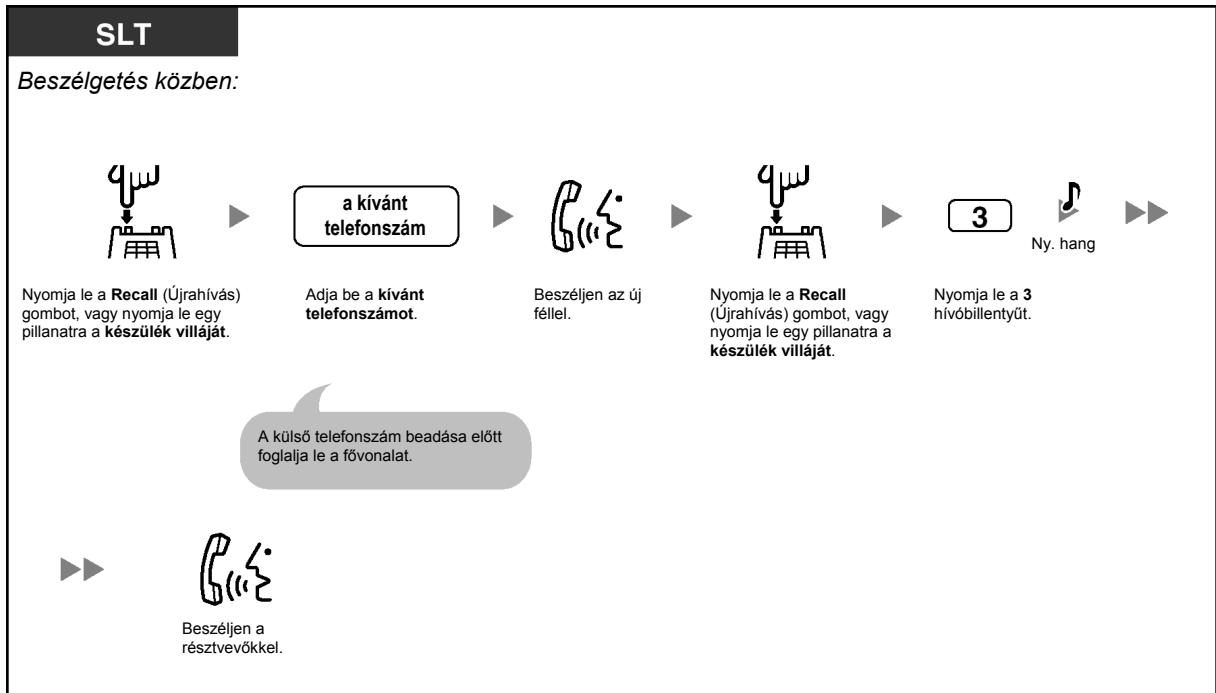 SLT
Beszélgetés közben:
a kívánt
telefonszám
3
Ny. hang
Nyomja le a Recall (Újrahívás)
gombot, vagy nyomja le egy
pillanatra a készülék villáját.
Adja be a kívánt
telefonszámot.
Beszéljen az új
féllel.
Nyomja le a Recall
(Újrahívás) gombot, vagy
nyomja le egy pillanatra a
készülék villáját.
Nyomja le a 3
hívóbillentyűt.
A külső telefonszám beadása előtt
foglalja le a fővonalat.
Beszéljen a
résztvevőkkel.